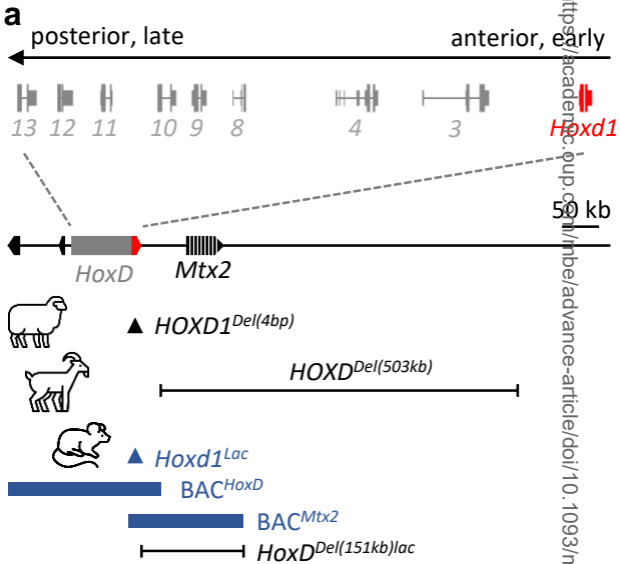 a
posterior, late
anterior, early
13 12 11 10 9 8 4 3 Hoxd1
50 kb
HoxD
Mtx2
HOXD1Del(4bp)
HOXDDel(503kb)
Hoxd1Lac
BACHoxD
BACMtx2
HoxDDel(151kb)lac
https://academic.oup.com/mbe/advance-article/doi/10.1093/n